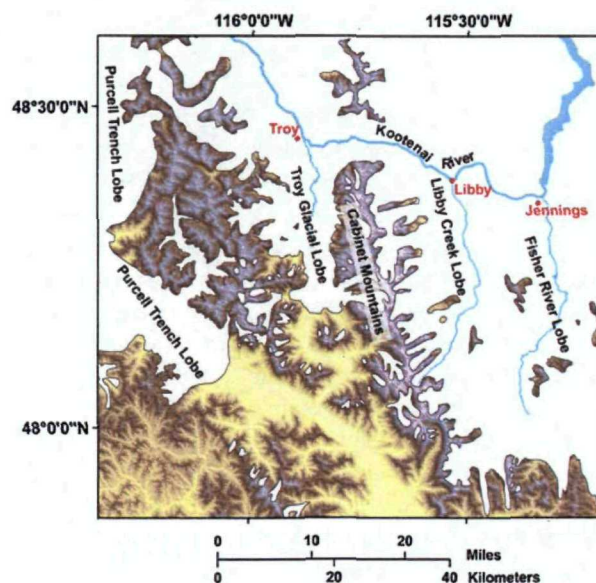 116°0'0"W
115°30'0"W
48°30'0"N
Purcell Trench Lobe
Troy
Kootenai River
Libby
Jennings
Troy Glacial Lobe
Cabinet Mountains
Libby Creek Lobe
Fisher River Lobe
Purcell Trench Lobe
48°0'0"N
0 10 20
Miles
0 20 40 Kilometers